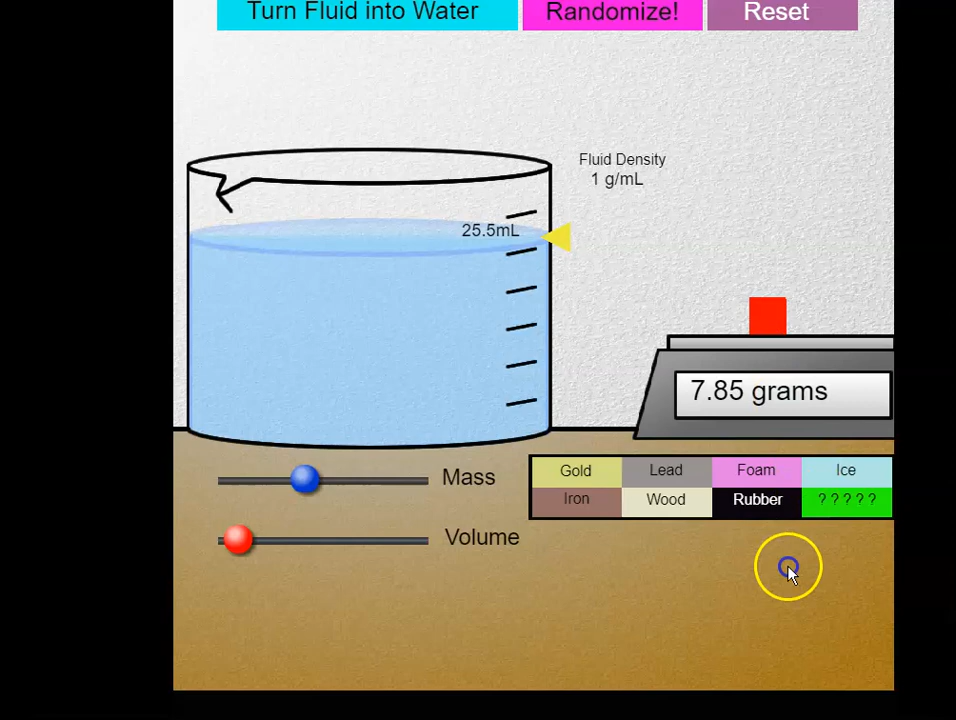 Turn Fluid into Water
Randomize!
Reset
Fluid Density
1 g/mL
25.5mL
7.85 grams
Mass
Volume
Gold Lead Foam Ice
Iron Wood Rubber ? ? ? ? ?